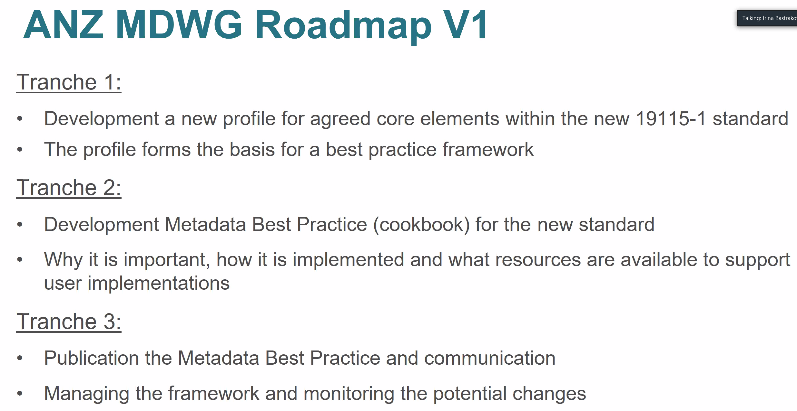 ANZ MDWG Roadmap V1
Tranche 1:
• Development a new profile for agreed core elements within the new 19115-1 standard
• The profile forms the basis for a best practice framework
Tranche 2:
• Development Metadata Best Practice (cookbook) for the new standard
• Why it is important, how it is implemented and what resources are available to support
user implementations
Tranche 3:
• Publication the Metadata Best Practice and communication
• Managing the framework and monitoring the potential changes
Talking: